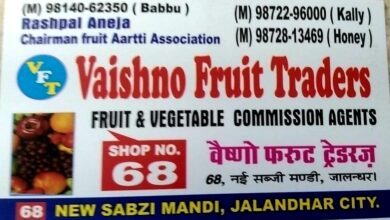 (M) 98140-62350 ( Babbu )
(M) 98722-96000 ( Kally )
Rashpal Aneja
Chairman fruit Aartti Association
(M) 98728-13469 ( Honey )
VFT
Vaishno Fruit Traders
FRUIT & VEGETABLE COMMISSION AGENTS
SHOP NO.
68
वैष्णो फरुट ट्रेडरज़
68, नई सब्जी मण्डी, जालन्धर।
68 NEW SABZI MANDI, JALANDHAR CITY.